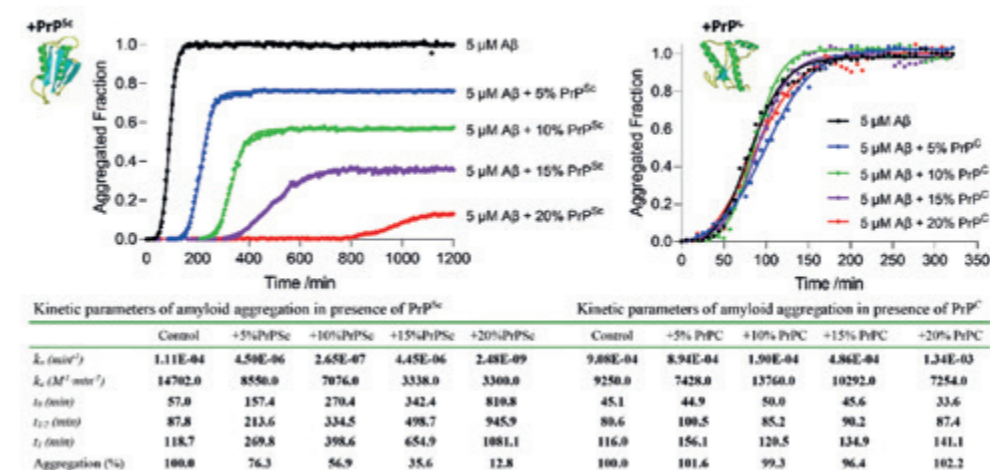 +PrPSc
+PrPC
Aggregated Fraction
1.0
0.8
0.6
0.4
0.2
0.0
0 200 400 600 800 1000 1200
Time /min
5 µM Aβ
5 µM Aβ + 5% PrPSc
5 µM Aβ + 10% PrPSc
5 µM Aβ + 15% PrPSc
5 µM Aβ + 20% PrPSc
Aggregated Fraction
1.0
0.8
0.6
0.4
0.2
0.0
0 50 100 150 200 250 300 350
Time /min
5 µM Aβ
5 µM Aβ + 5% PrPC
5 µM Aβ + 10% PrPC
5 µM Aβ + 15% PrPC
5 µM Aβ + 20% PrPC
Kinetic parameters of amyloid aggregation in presence of PrPSc Kinetic parameters of amyloid aggregation in presence of PrPC
Control +5%PrPSc +10%PrPSc +15%PrPSc +20%PrPSc Control +5% PrPC +10% PrPC +15% PrPC +20% PrPC
(min-1) 1.11E-04 4.50E-06 2.65E-07 4.45E-06 2.48E-09 9.08E-04 8.94E-04 1.90E-04 4.86E-04 1.34E-03
(M-1 min-1) 14702.0 8550.0 7076.0 3338.0 3300.0 9250.0 7428.0 13760.0 10292.0 7254.0
(min) 57.0 157.4 270.4 342.4 810.8 45.1 44.9 50.0 45.6 33.6
t1/2 (min) 87.8 213.6 334.5 498.7 945.9 80.6 100.5 85.2 90.2 87.4
(min) 118.7 269.8 398.6 654.9 1081.1 116.0 156.1 120.5 134.9 141.1
Aggregation (%) 100.0 76.3 56.9 35.6 12.8 100.0 101.6 99.3 96.4 102.2